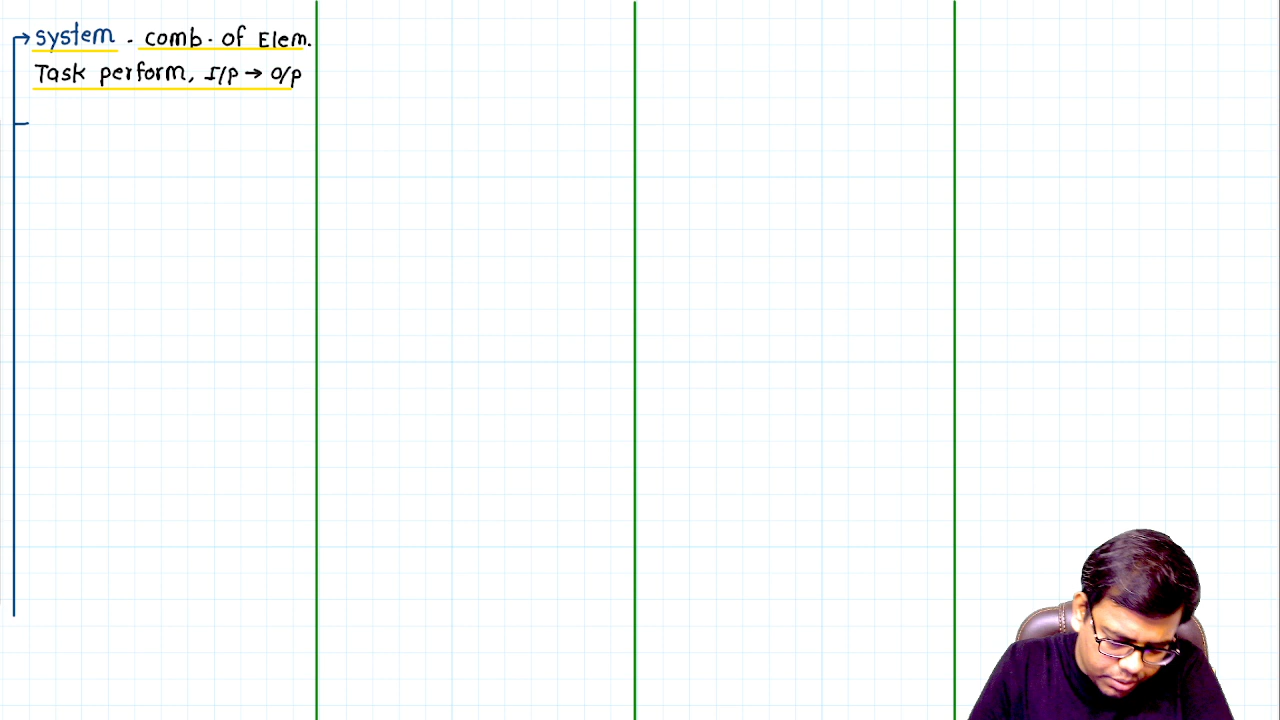 system - comb. of Elem.
Task perform, I/p → O/p